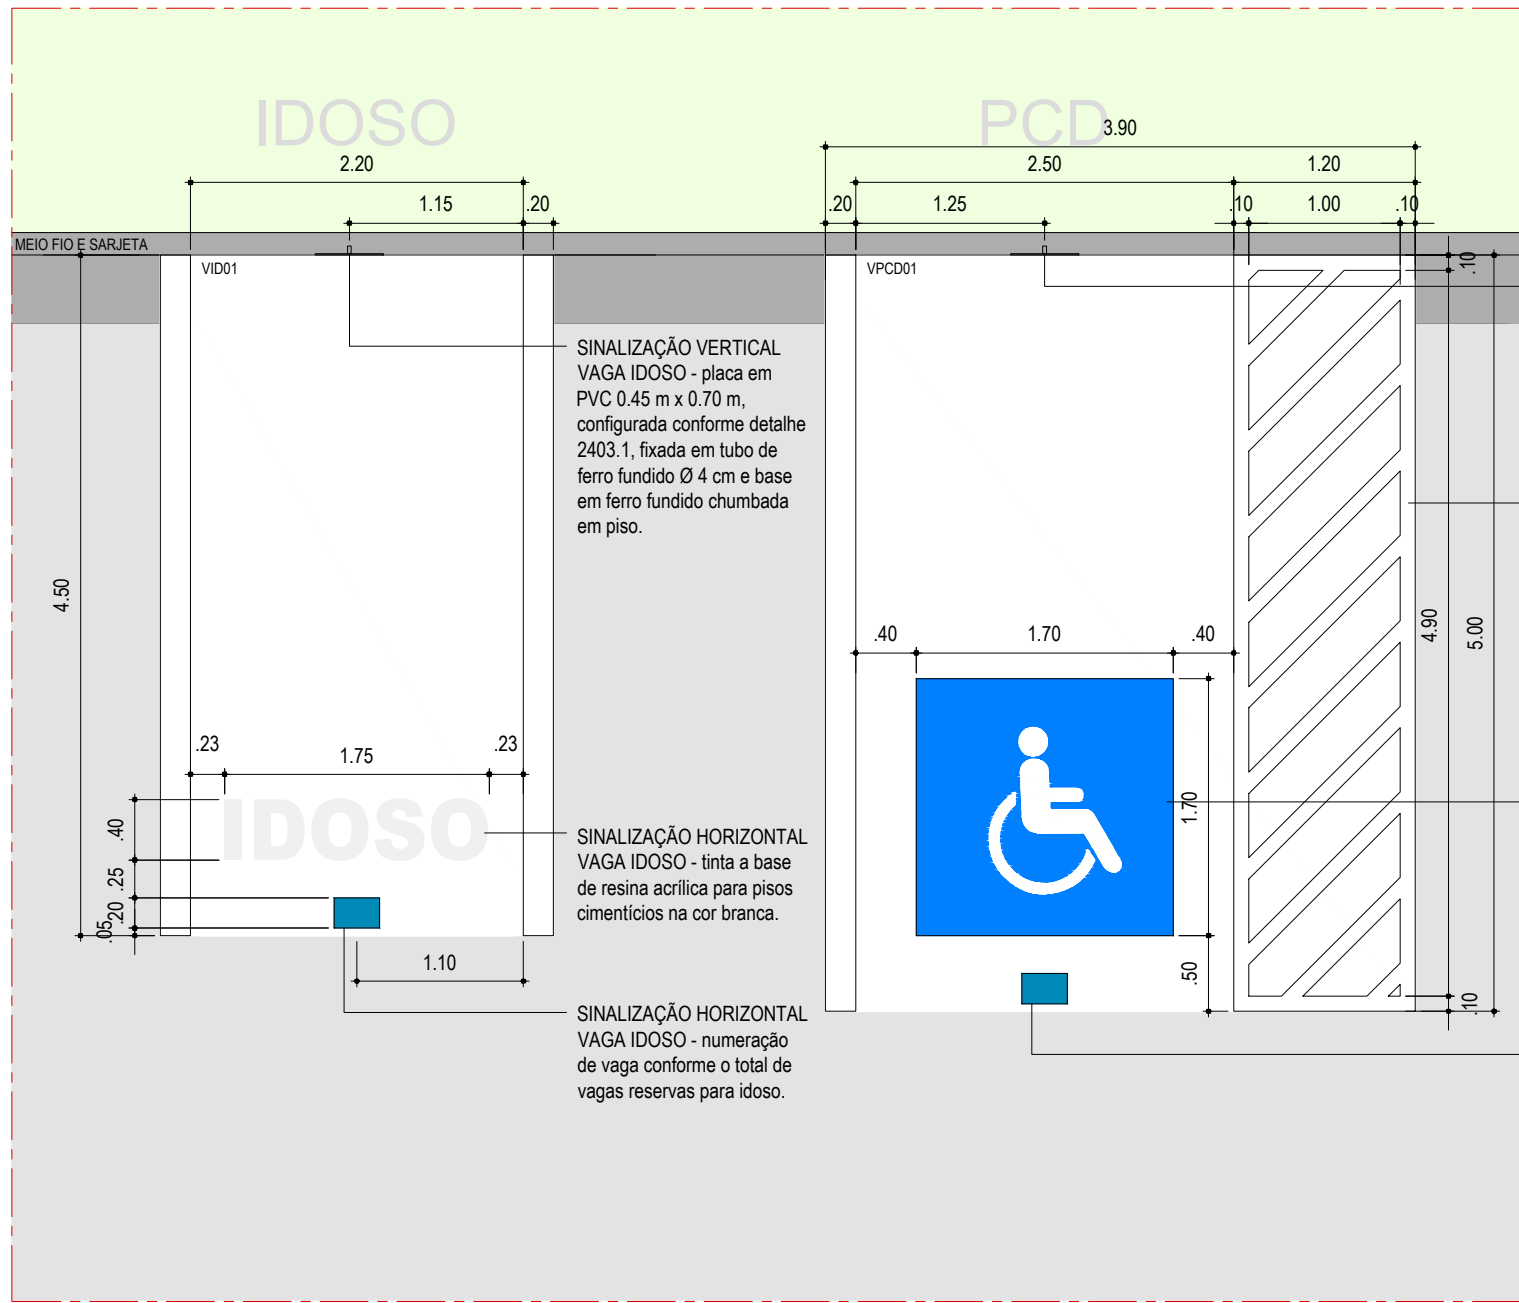 IDOSO
PCD
3.90
2.20
2.50
1.20
1.15
.20
.20
1.25
.10
1.00
.10
MEIO FIO E SARJETA
VID01
VPCD01
.10
SINALIZAÇÃO VERTICAL
VAGA IDOSO - placa em
PVC 0.45 m x 0.70 m,
configurada conforme detalhe
2403.1, fixada em tubo de
ferro fundido Ø 4 cm e base
em ferro fundido chumbada
em piso.
4.50
.40
1.70
.40
4.90
5.00
.23
1.75
.23
IDOSO
.40
.25
.20
.05
1.70
SINALIZAÇÃO HORIZONTAL
VAGA IDOSO - tinta a base
de resina acrílica para pisos
cimentícios na cor branca.
1.10
.50
.10
SINALIZAÇÃO HORIZONTAL
VAGA IDOSO - numeração
de vaga conforme o total de
vagas reservas para idoso.